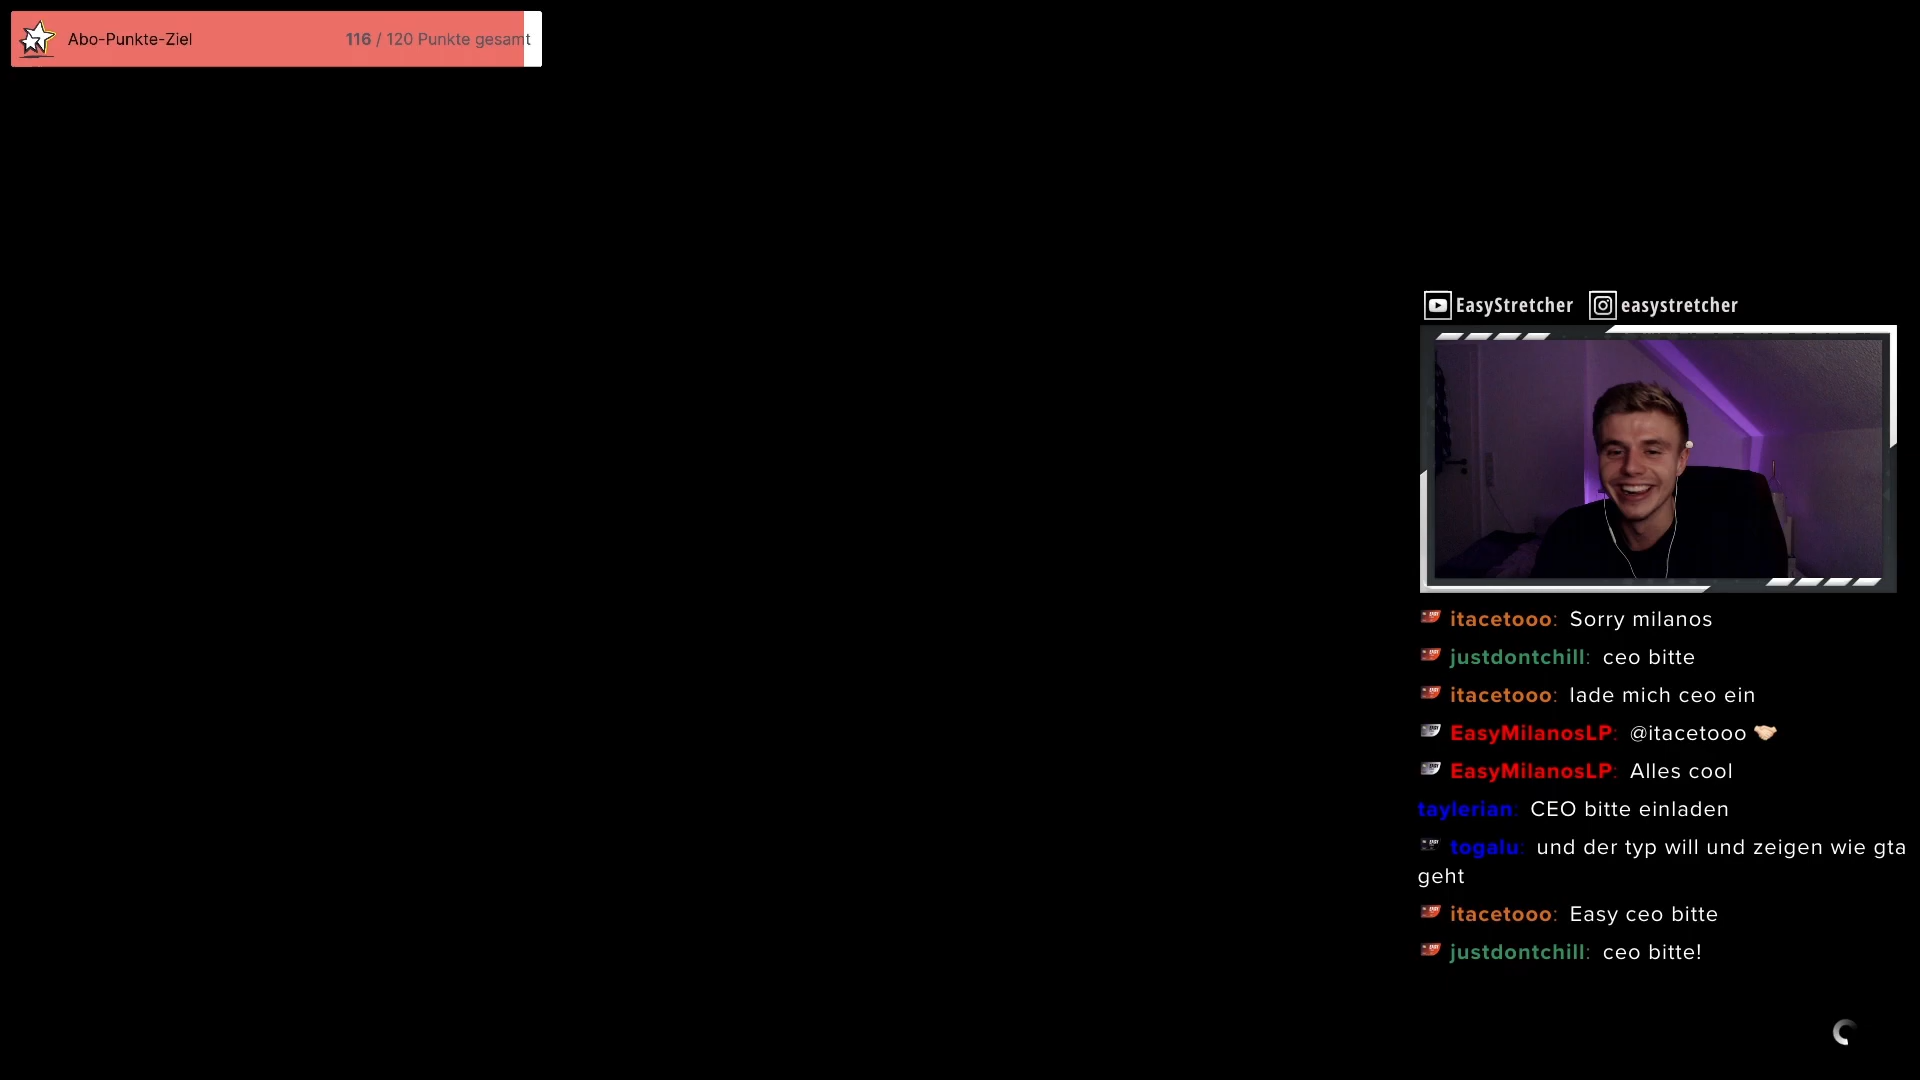 Abo-Punkte-Ziel 116 / 120 Punkte gesamt
EasyStretcher easystretcher
itacetooo: Sorry milanos
justdontchill: ceo bitte
itacetooo: lade mich ceo ein
EasyMilanosLP: @itacetooo
EasyMilanosLP: Alles cool
taylerian: CEO bitte einladen
togalu: und der typ will und zeigen wie gta
geht
itacetooo: Easy ceo bitte
justdontchill: ceo bitte!